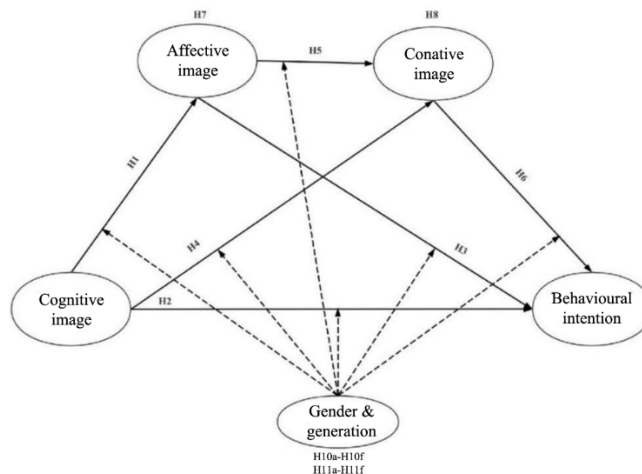 H7
H8
Affective
image
H5
Conative
image
H1
H4
H6
H3
Cognitive
image
H2
Behavioural
intention
Gender &
generation
H10a-H10f
H11a-H11f